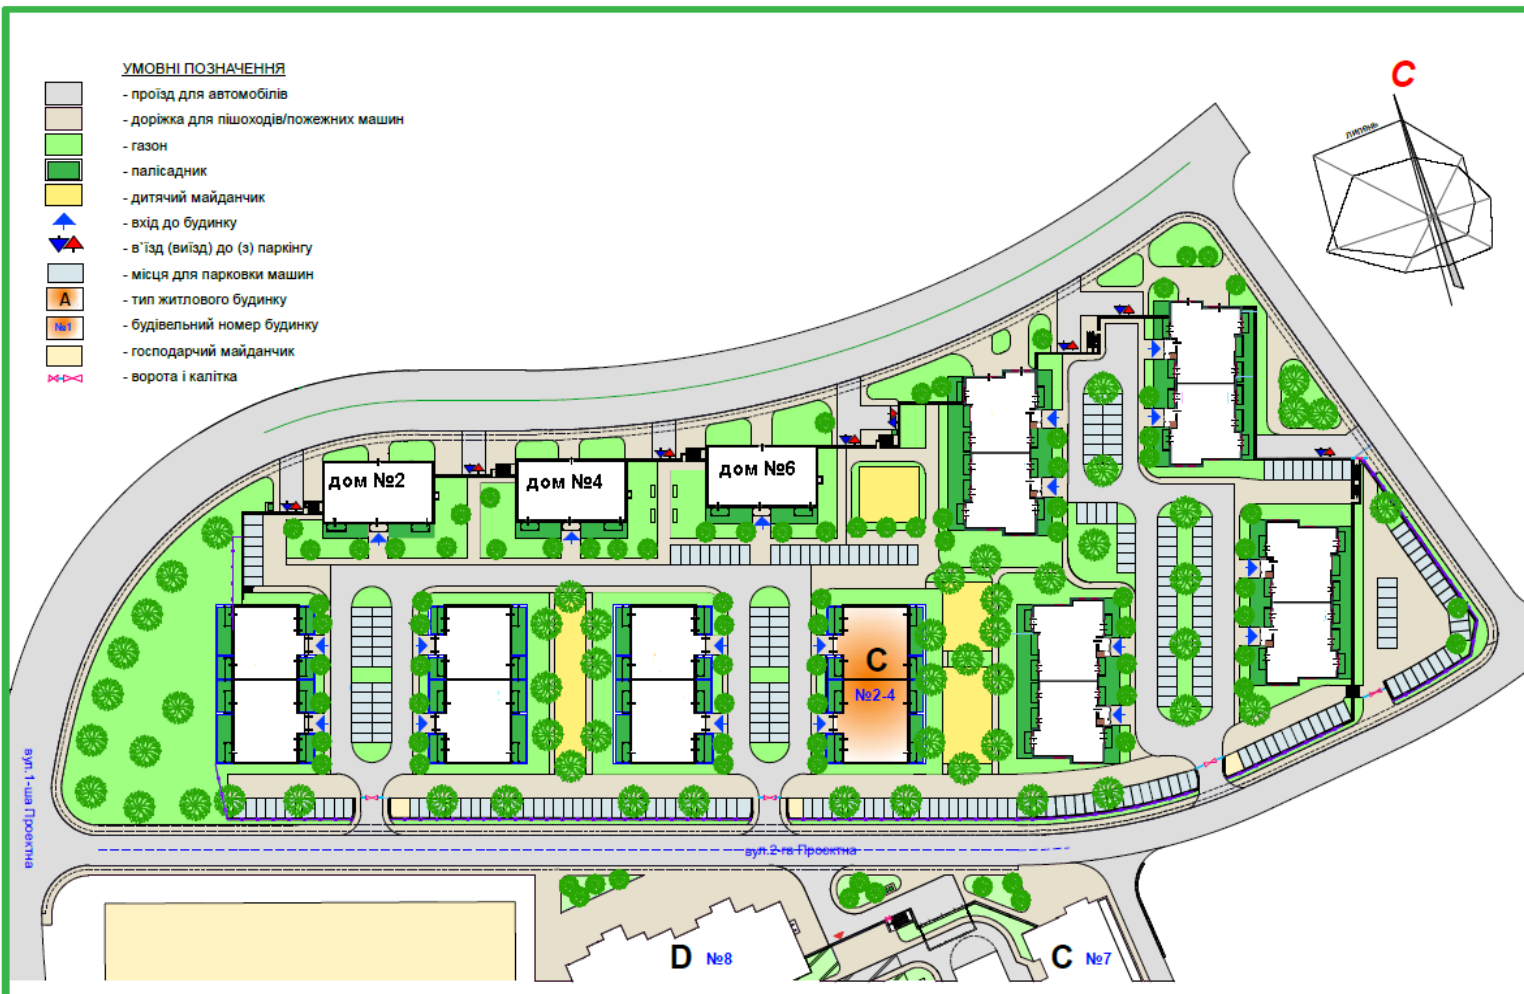 УМОВНІ ПОЗНАЧЕННЯ
- проїзд для автомобілів
- доріжка для пішоходів/пожежних машин
- газон
- палісадник
- дитячий майданчик
- вхід до будинку
- в`їзд (виїзд) до (з) паркінгу
- місця для парковки машин
A - тип житлового будинку
№1 - будівельний номер будинку
- господарчий майданчик
- ворота і калітка
С
липень
дом №2
дом №4
дом №6
C
№2-4
вул. 1-ша Проектна
вул.2-га Проектна
D №8
C №7